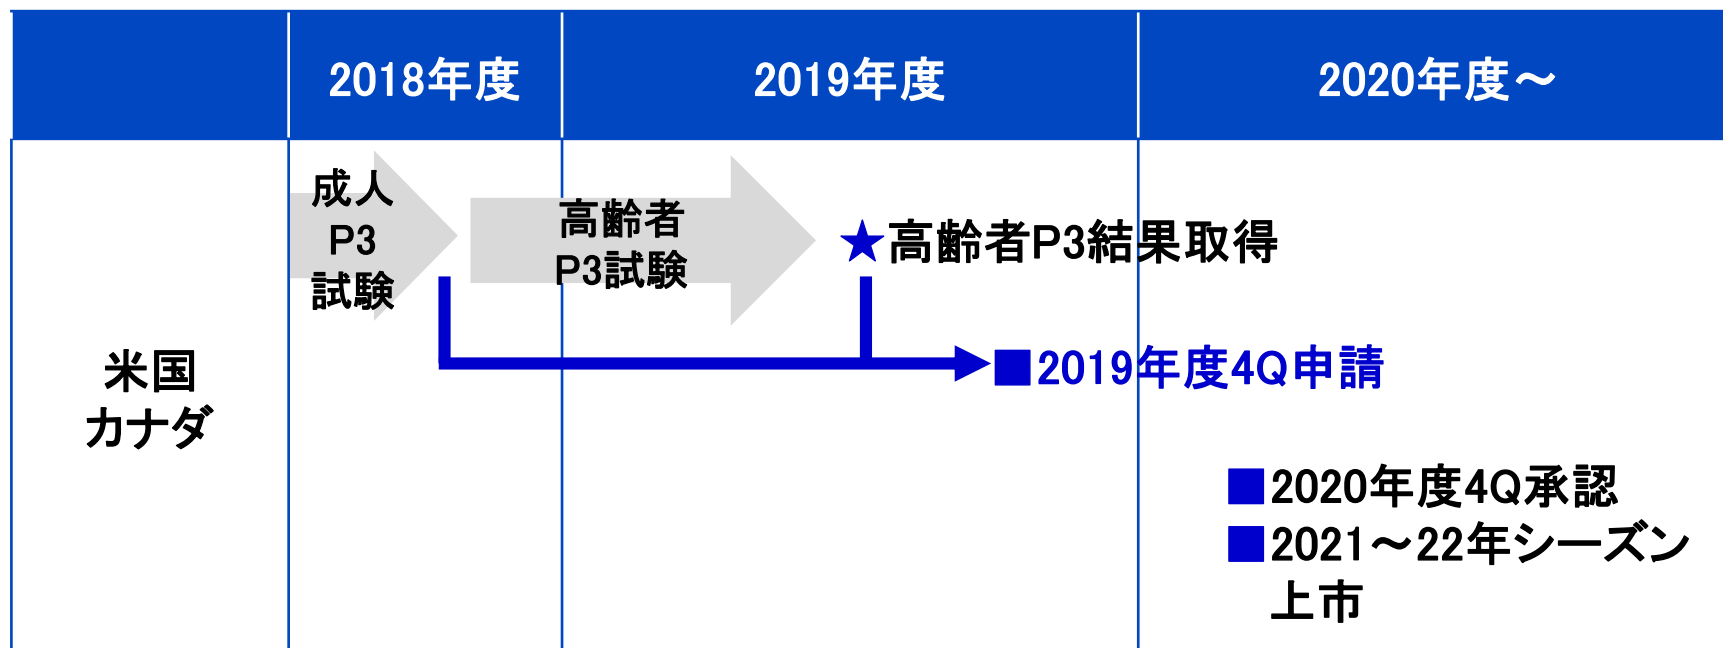 2018年度
2019年度
2020年度～
米国
カナダ
成人
P3
試験
高齢者
P3試験
★高齢者P3結果取得
■2019年度4Q申請
■2020年度4Q承認
■2021～22年シーズン
上市